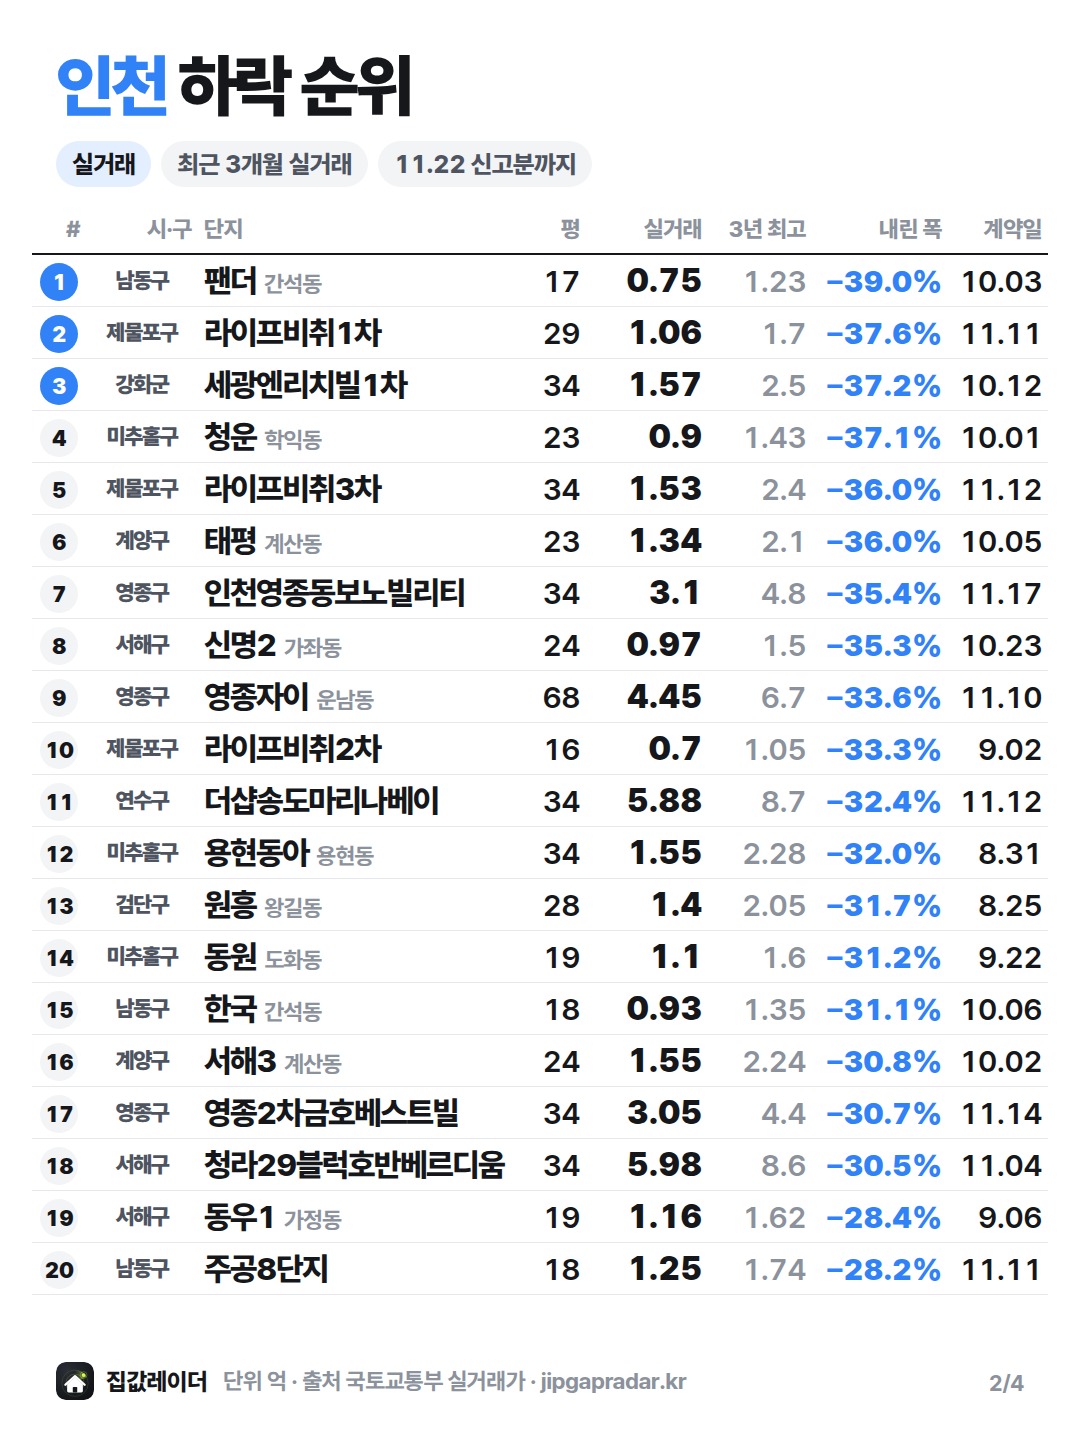 인천 하락 순위
실거래 최근 3개월 실거래 11.22 신고분까지
# 시·구 단지 평 실거래 3년 최고 내린 폭 계약일
1 남동구 팬더 간석동 17 0.75 1.23 −39.0% 10.03
2 제물포구 라이프비취1차 29 1.06 1.7 −37.6% 11.11
3 강화군 세광엔리치빌1차 34 1.57 2.5 −37.2% 10.12
4 미추홀구 청운 학익동 23 0.9 1.43 −37.1% 10.01
5 제물포구 라이프비취3차 34 1.53 2.4 −36.0% 11.12
6 계양구 태평 계산동 23 1.34 2.1 −36.0% 10.05
7 영종구 인천영종동보노빌리티 34 3.1 4.8 −35.4% 11.17
8 서해구 신명2 가좌동 24 0.97 1.5 −35.3% 10.23
9 영종구 영종자이 운남동 68 4.45 6.7 −33.6% 11.10
10 제물포구 라이프비취2차 16 0.7 1.05 −33.3% 9.02
11 연수구 더샵송도마리나베이 34 5.88 8.7 −32.4% 11.12
12 미추홀구 용현동아 용현동 34 1.55 2.28 −32.0% 8.31
13 검단구 원흥 왕길동 28 1.4 2.05 −31.7% 8.25
14 미추홀구 동원 도화동 19 1.1 1.6 −31.2% 9.22
15 남동구 한국 간석동 18 0.93 1.35 −31.1% 10.06
16 계양구 서해3 계산동 24 1.55 2.24 −30.8% 10.02
17 영종구 영종2차금호베스트빌 34 3.05 4.4 −30.7% 11.14
18 서해구 청라29블럭호반베르디움 34 5.98 8.6 −30.5% 11.04
19 서해구 동우1 가정동 19 1.16 1.62 −28.4% 9.06
20 남동구 주공8단지 18 1.25 1.74 −28.2% 11.11
집값레이더 단위 억 · 출처 국토교통부 실거래가 · jipgapradar.kr 2/4